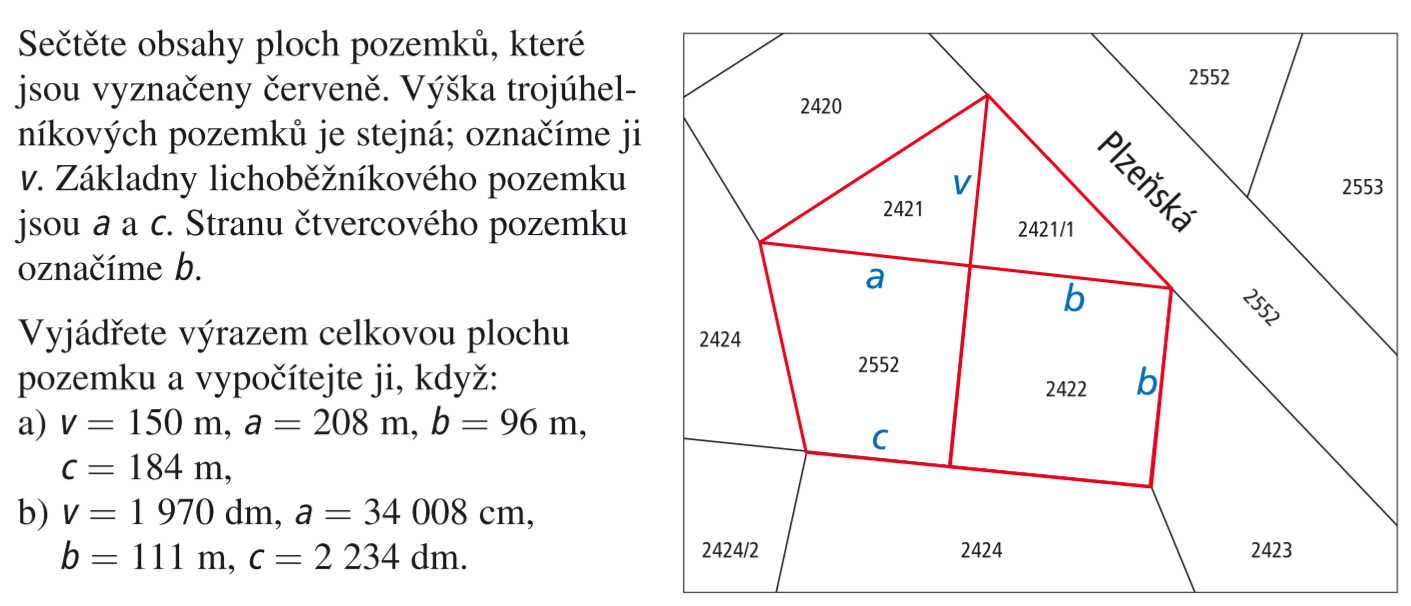 Sečtěte obsahy ploch pozemků, které
jsou vyznačeny červeně. Výška trojúhel-
níkových pozemků je stejná; označíme ji
v. Základny lichoběžníkového pozemku
jsou a a c. Stranu čtvercového pozemku
označíme b.
Vyjádřete výrazem celkovou plochu
pozemku a vypočítejte ji, když:
a) v = 150 m, a = 208 m, b = 96 m,
c = 184 m,
b) v = 1 970 dm, a = 34 008 cm,
b = 111 m, c = 2 234 dm.
2552
2420
Plzeňská
v
2553
2421
2421/1
a
b
2552
2424
2552
2422
b
c
2424/2
2424
2423